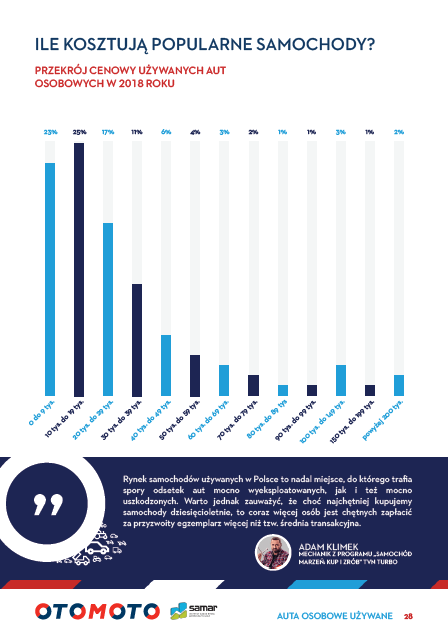 ILE KOSZTUJĄ POPULARNE SAMOCHODY?
PRZEKRÓJ CENOWY UŻYWANYCH AUT
OSOBOWYCH W 2018 ROKU
23% 25% 17% 11% 6% 4% 3% 2% 1% 1% 3% 1% 2%
0 do 9 tys.
10 tys. do 19 tys.
20 tys. do 29 tys.
30 tys. do 39 tys.
40 tys. do 49 tys.
50 tys. do 59 tys.
60 tys. do 69 tys.
70 tys. do 79 tys.
80 tys. do 89 tys
90 tys. do 99 tys.
100 tys. do 149 tys.
150 tys. do 199 tys.
powyżej 200 tys.
Rynek samochodów używanych w Polsce to nadal miejsce, do którego trafia
spory odsetek aut mocno wyeksploatowanych, jak i też mocno
uszkodzonych. Warto jednak zauważyć, że choć najchętniej kupujemy
samochody dziesięcioletnie, to coraz więcej osób jest chętnych zapłacić
za przyzwoity egzemplarz więcej niż tzw. średnia transakcyjna.
ADAM KLIMEK
MECHANIK Z PROGRAMU „SAMOCHÓD
MARZEŃ: KUP I ZRÓB” TVN TURBO
OTOMOTO
samar
AUTA OSOBOWE UŻYWANE 28